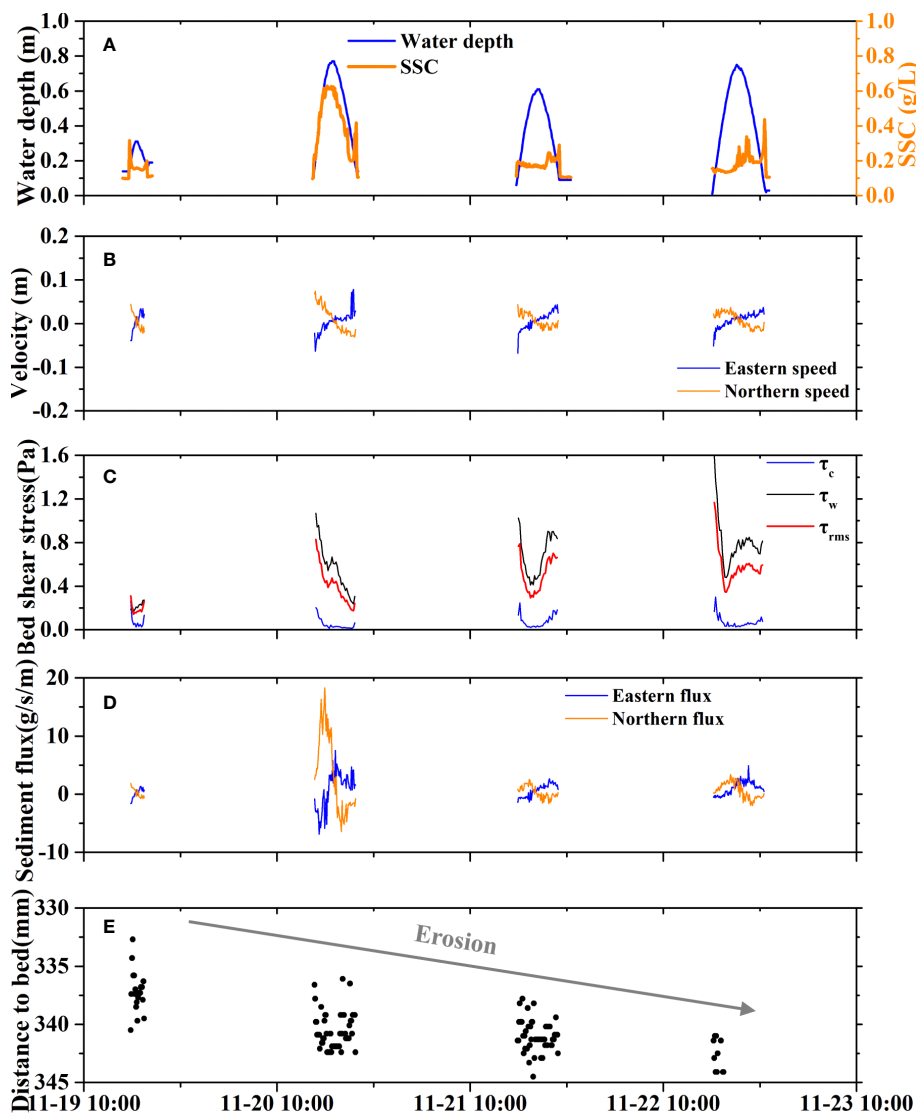 A
Water depth
SSC
Water depth (m)
1.0
0.8
0.6
0.4
0.2
0.0
SSC (g/L)
1.0
0.8
0.6
0.4
0.2
0.0
B
Velocity (m)
0.2
0.1
0.0
-0.1
-0.2
Eastern speed
Northern speed
C
Bed shear stress(Pa)
1.6
1.2
0.8
0.4
0.0
τc
τw
τrms
D
Sediment flux(g/s/m)
20
10
0
-10
Eastern flux
Northern flux
E
Distance to bed(mm)
330
335
340
345
Erosion
11-19 10:00
11-20 10:00
11-21 10:00
11-22 10:00
11-23 10:00